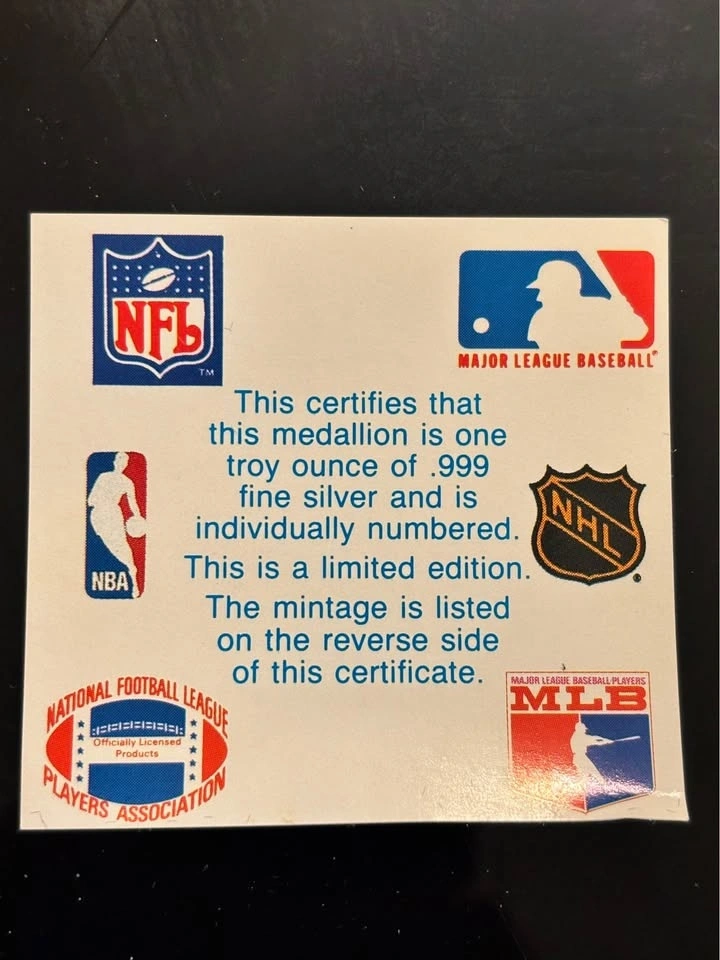 NFL
TM
MAJOR LEAGUE BASEBALL®
This certifies that
this medallion is one
troy ounce of .999
fine silver and is
individually numbered.
This is a limited edition.
The mintage is listed
on the reverse side
of this certificate.
NBA
NHL
®
NATIONAL FOOTBALL LEAGUE
Officially Licensed
Products
PLAYERS ASSOCIATION
MAJOR LEAGUE BASEBALL PLAYERS
MLB